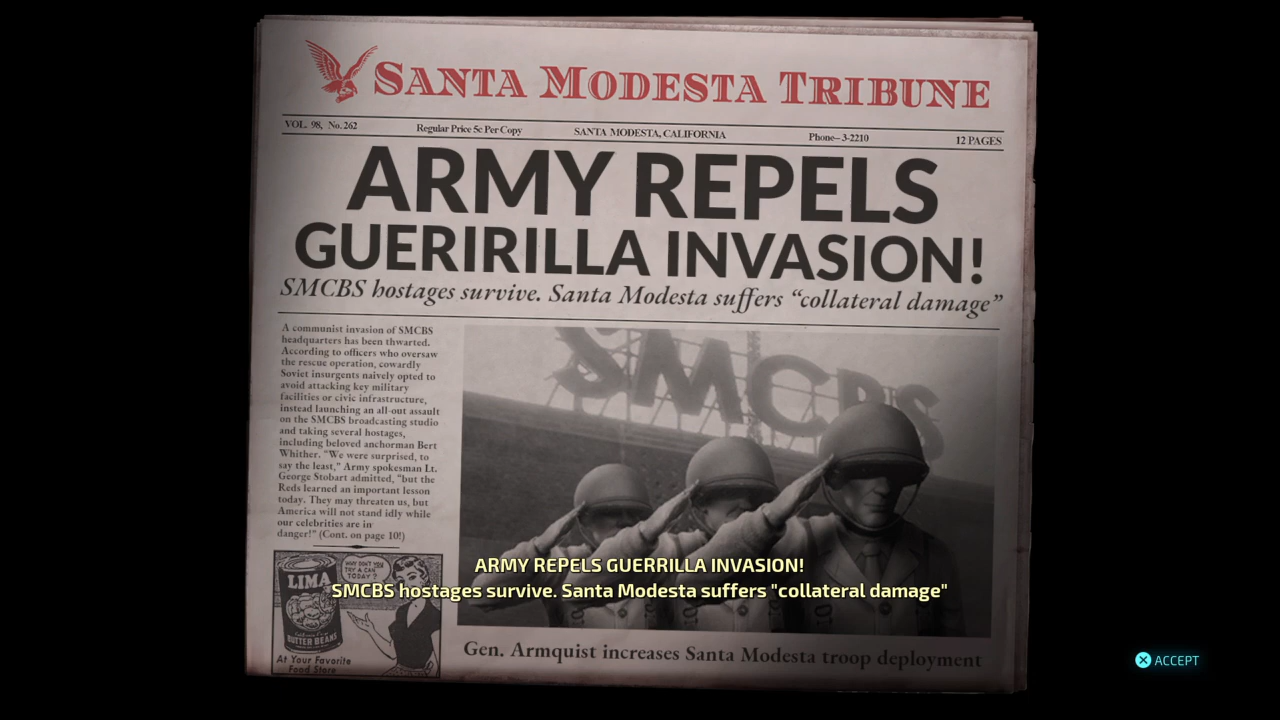 SANTA MODESTA TRIBUNE
VOL. 98, No. 262 Regular Price 5c Per Copy SANTA MODESTA, CALIFORNIA Phone– 3-2210 12 PAGES
ARMY REPELS
GUERIRILLA INVASION!
SMCBS hostages survive. Santa Modesta suffers “collateral damage”
A communist invasion of SMCBS
headquarters has been thwarted.
According to officers who oversaw
the rescue operation, cowardly
Soviet insurgents naively opted to
avoid attacking key military
facilities or civic infrastructure,
instead launching an all-out assault
on the SMCBS broadcasting studio
and taking several hostages,
including beloved anchorman Bert
Whither. "We were surprised, to
say the least," Army spokesman Lt.
George Stobart admitted, "but the
Reds learned an important lesson
today. They may threaten us, but
America will not stand idly while
our celebrities are in
danger!" (Cont. on page 10!)
SMCBS
WHY DON'T YOU
TRY A CAN
TODAY?
LIMA
BUTTER BEANS
At Your Favorite
Food Store
ARMY REPELS GUERRILLA INVASION!
SMCBS hostages survive. Santa Modesta suffers "collateral damage"
Gen. Armquist increases Santa Modesta troop deployment
ACCEPT